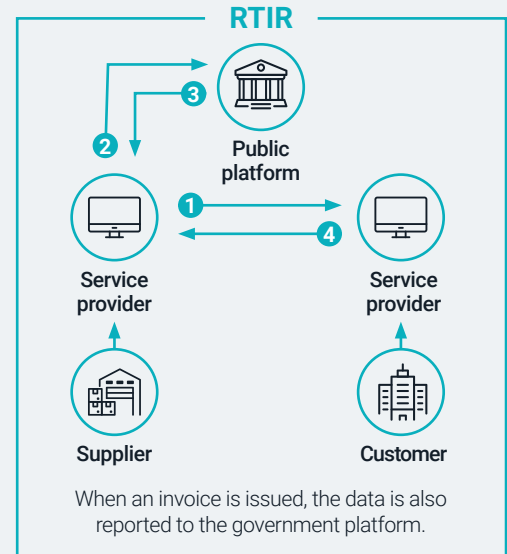 RTIR
2
3
Public
platform
1
4
Service
provider
Service
provider
Supplier
Customer
When an invoice is issued, the data is also
reported to the government platform.